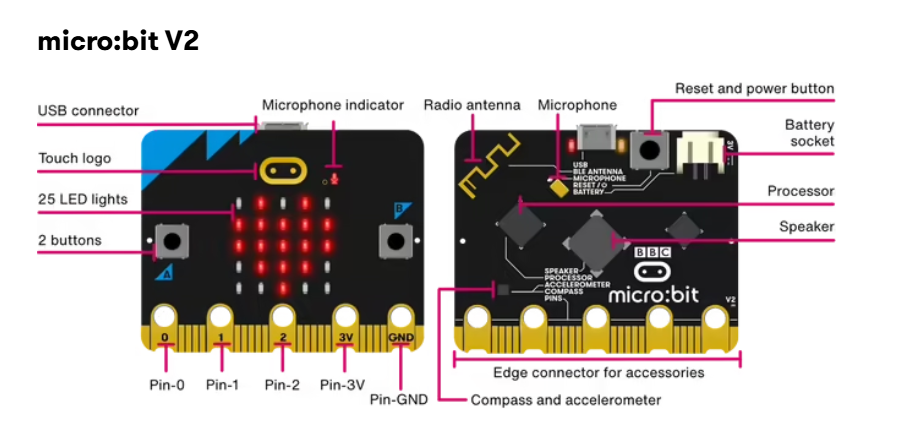 micro:bit V2
USB connector
Microphone indicator
Radio antenna
Microphone
Reset and power button
Battery
socket
Touch logo
25 LED lights
2 buttons
Processor
Speaker
A
B
0
1
2
3V
GND
Pin-0
Pin-1
Pin-2
Pin-3V
Pin-GND
USB
BLE ANTENNA
MICROPHONE
RESET / 
BATTERY
3V
SPEAKER
PROCESSOR
ACCELEROMETER
COMPASS
PINS
BBC
micro:bit
V2
Edge connector for accessories
Compass and accelerometer